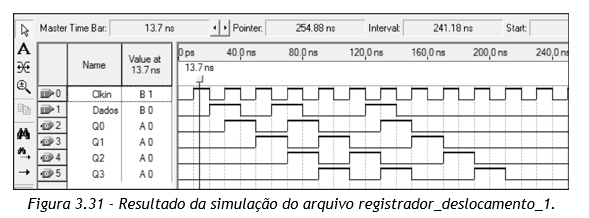 Master Time Bar: 13.7 ns Pointer: 254.88 ns Interval: 241.18 ns Start:
Name Value at 13.7 ns
0 ps 40.0 ns 80.0 ns 120.0 ns 160.0 ns 200.0 ns 240.0 n
13.7 ns
0 Clkin B 1
1 Dados B 0
2 Q0 A 0
3 Q1 A 0
4 Q2 A 0
5 Q3 A 0
Figura 3.31 - Resultado da simulação do arquivo registrador_deslocamento_1.